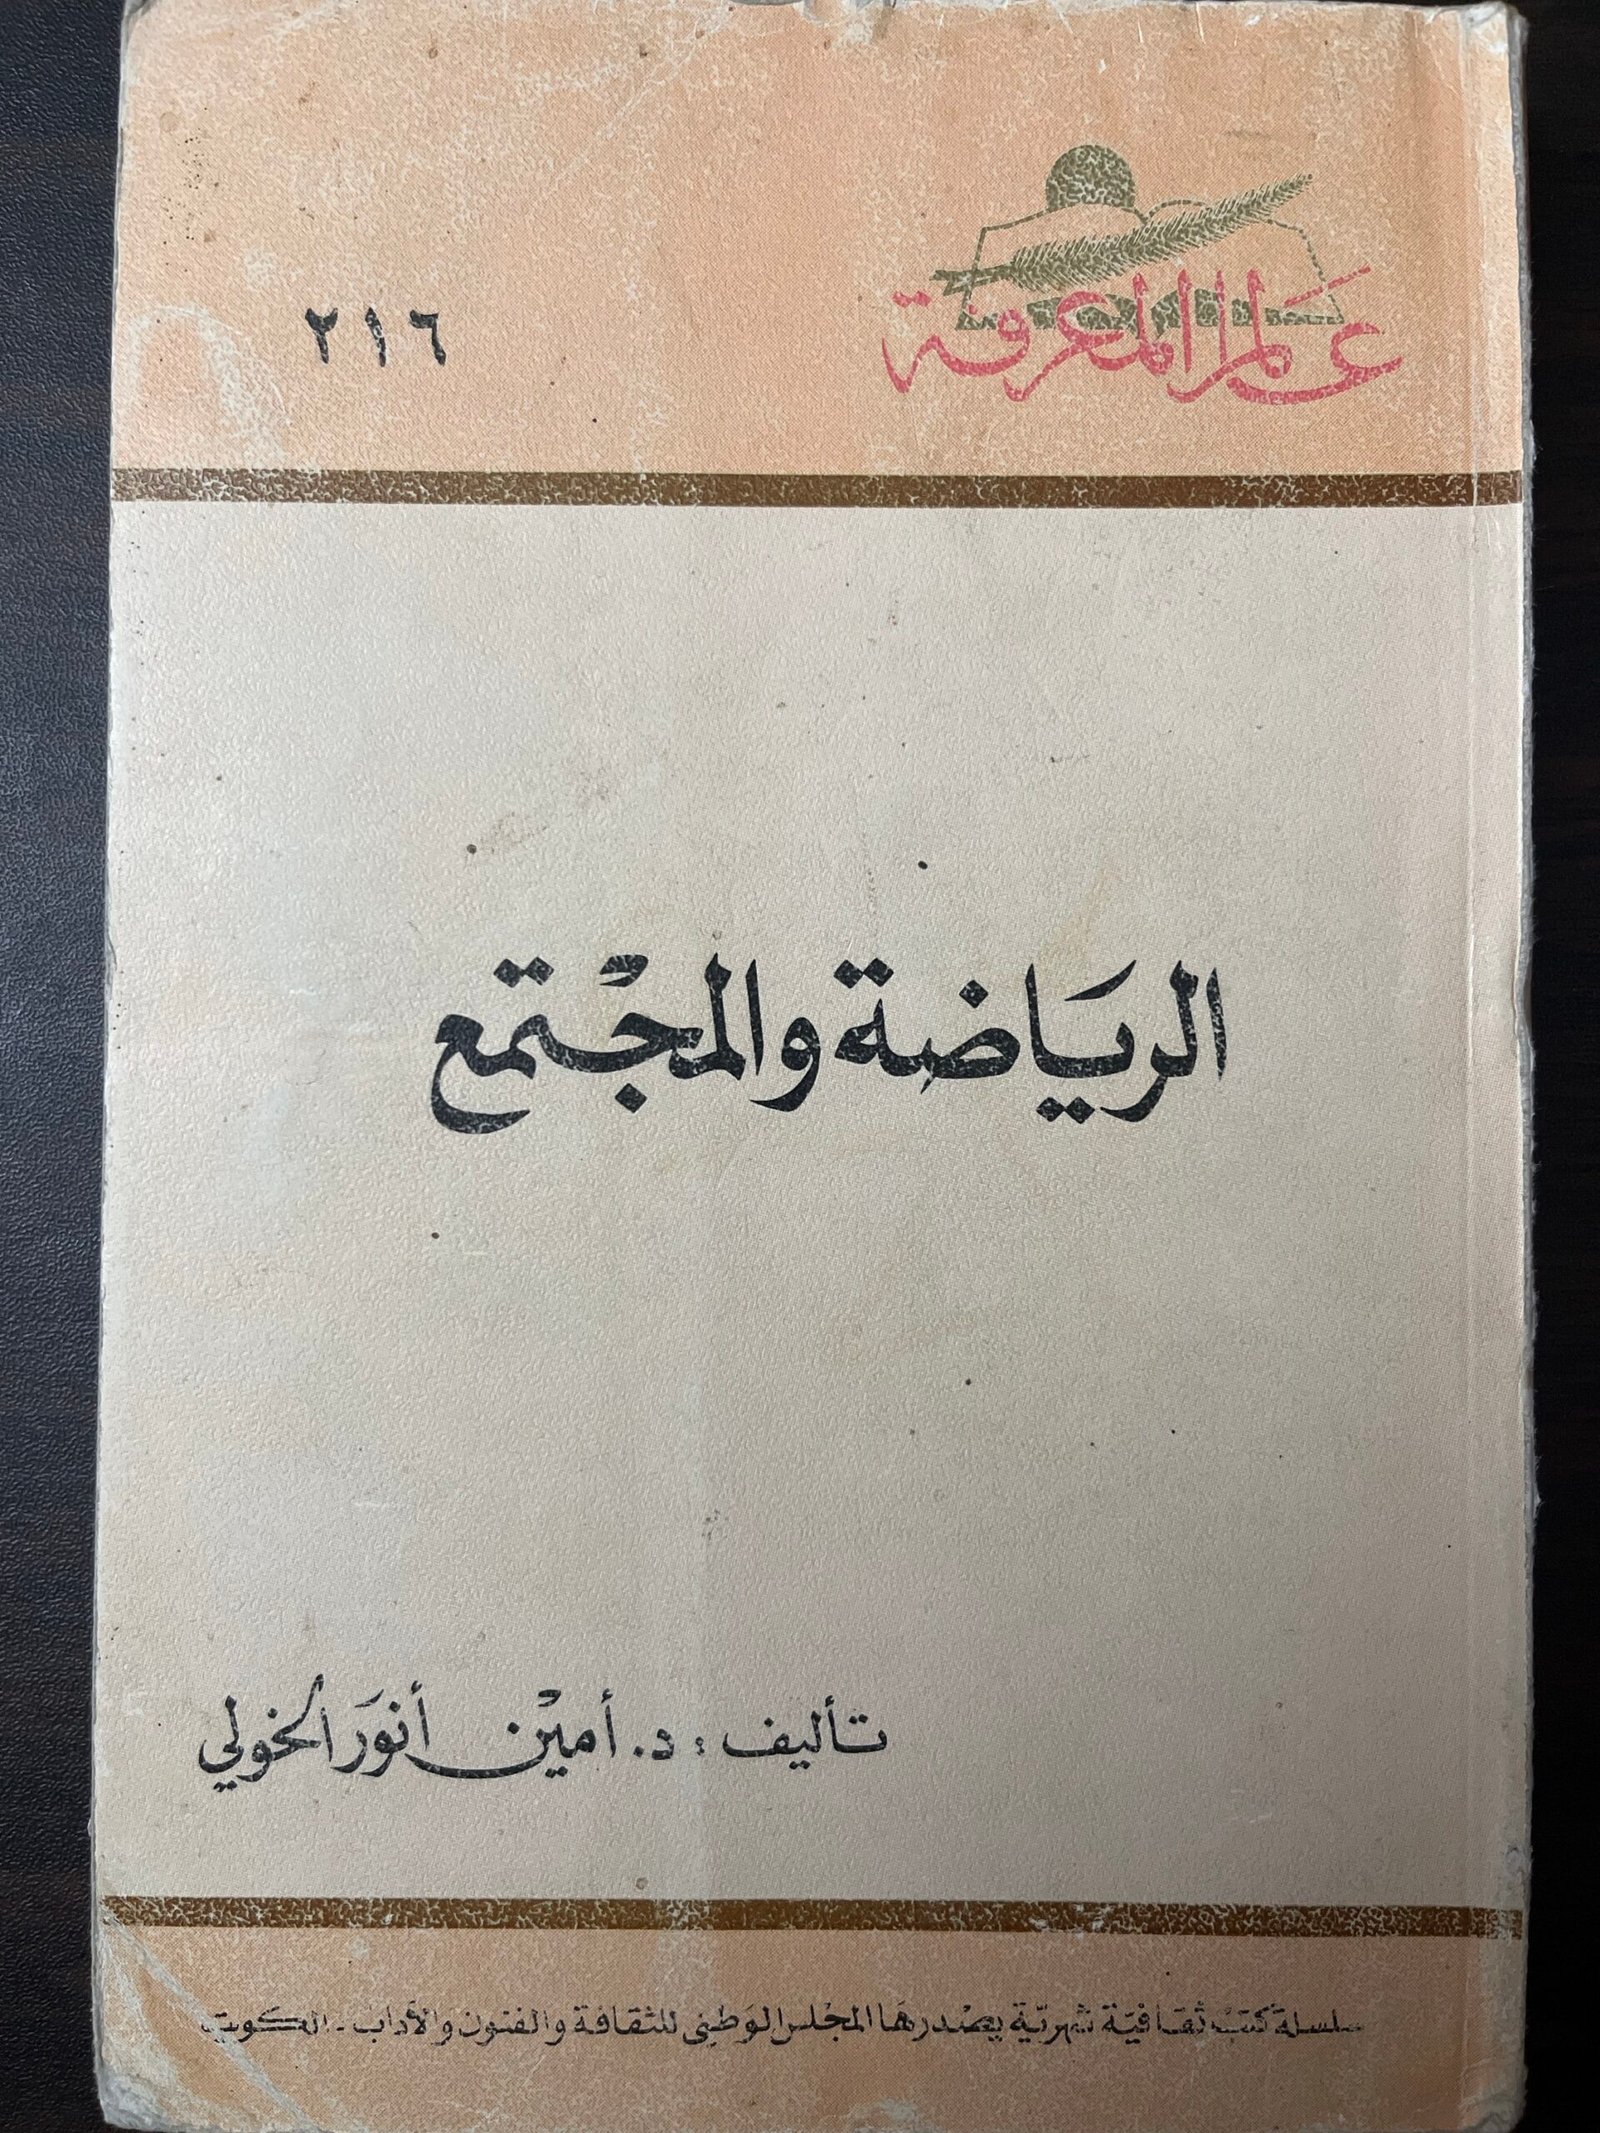 عالم المعرفة
٢١٦
الرياضة والمجتمع
تأليف : د. أمين أنور الخولي
سلسلة كتب ثقافية شهرية يصدرها المجلس الوطني للثقافة والفنون والآداب - الكويت